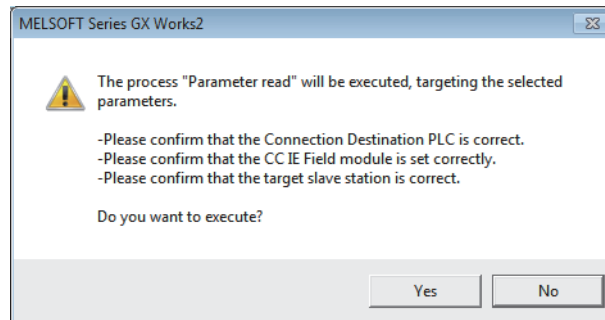 MELSOFT Series GX Works2
The process "Parameter read" will be executed, targeting the selected
parameters.
-Please confirm that the Connection Destination PLC is correct.
-Please confirm that the CC IE Field module is set correctly.
-Please confirm that the target slave station is correct.
Do you want to execute?
Yes No